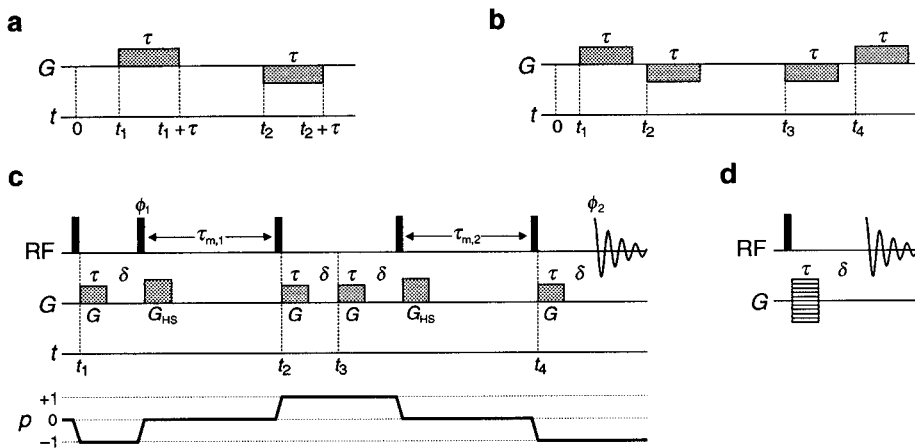 a
τ
τ
G
t
0
t1
t1 + τ
t2
t2 + τ
b
τ
τ
τ
τ
G
t
0
t1
t2
t3
t4
c
ϕ1
ϕ2
RF
τm,1
τm,2
τ δ
τ δ τ δ
τ δ
G
G
GHS
G
G
GHS
G
t
t1
t2
t3
t4
p
+1
0
−1
d
RF
τ δ
G